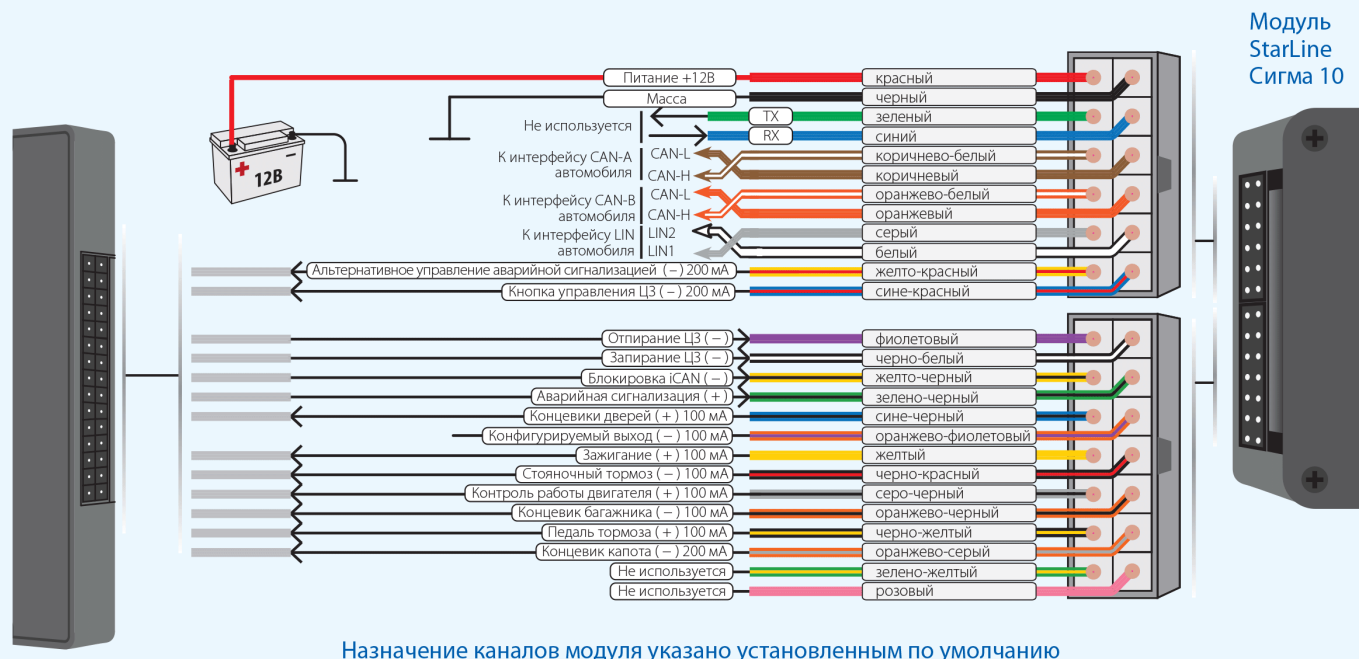 Модуль
StarLine
Сигма 10
Питание +12В красный
Масса черный
Не используется TX зеленый
RX синий
К интерфейсу CAN-A автомобиля CAN-L коричнево-белый
CAN-H коричневый
К интерфейсу CAN-B автомобиля CAN-L оранжево-белый
CAN-H оранжевый
К интерфейсу LIN автомобиля LIN2 серый
LIN1 белый
12В
Альтернативное управление аварийной сигнализацией (−) 200 мА желто-красный
Кнопка управления ЦЗ (−) 200 мА сине-красный
Отпирание ЦЗ (−) фиолетовый
Запирание ЦЗ (−) черно-белый
Блокировка iCAN (−) желто-черный
Аварийная сигнализация (+) зелено-черный
Концевики дверей (+) 100 мА сине-черный
Конфигурируемый выход (−) 100 мА оранжево-фиолетовый
Зажигание (+) 100 мА желтый
Стояночный тормоз (−) 100 мА черно-красный
Контроль работы двигателя (+) 100 мА серо-черный
Концевик багажника (−) 100 мА оранжево-черный
Педаль тормоза (+) 100 мА черно-желтый
Концевик капота (−) 200 мА оранжево-серый
Не используется зелено-желтый
Не используется розовый
Назначение каналов модуля указано установленным по умолчанию